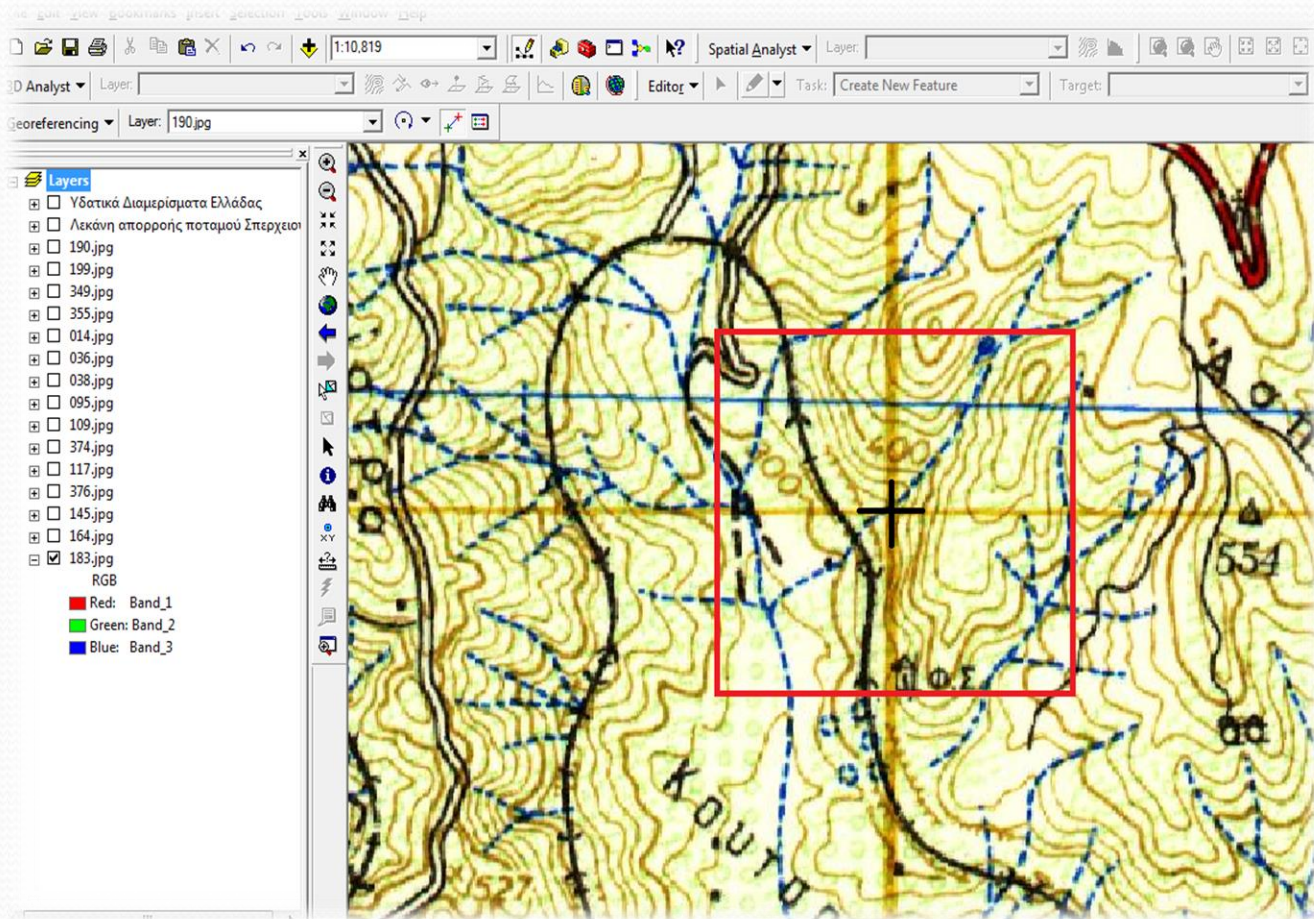 File Edit View Bookmarks Insert Selection Tools Window Help
1:10,819 Spatial Analyst Layer:
3D Analyst Layer: Editor Task: Create New Feature Target:
Georeferencing Layer: 190.jpg
Layers
Υδατικά Διαμερίσματα Ελλάδας
Λεκάνη απορροής ποταμού Σπερχειο
190.jpg
199.jpg
349.jpg
355.jpg
014.jpg
036.jpg
038.jpg
095.jpg
109.jpg
374.jpg
117.jpg
376.jpg
145.jpg
164.jpg
183.jpg
RGB
Red: Band_1
Green: Band_2
Blue: Band_3
400
554
Φ.Σ.
527